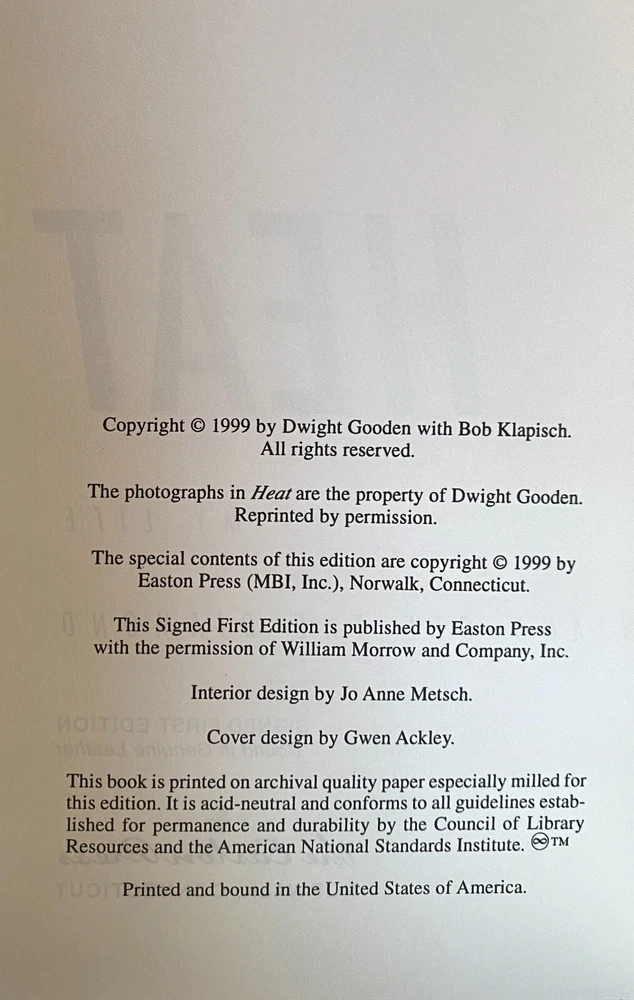 Copyright © 1999 by Dwight Gooden with Bob Klapisch.
All rights reserved.
The photographs in Heat are the property of Dwight Gooden.
Reprinted by permission.
The special contents of this edition are copyright © 1999 by
Easton Press (MBI, Inc.), Norwalk, Connecticut.
This Signed First Edition is published by Easton Press
with the permission of William Morrow and Company, Inc.
Interior design by Jo Anne Metsch.
Cover design by Gwen Ackley.
This book is printed on archival quality paper especially milled for
this edition. It is acid-neutral and conforms to all guidelines estab-
lished for permanence and durability by the Council of Library
Resources and the American National Standards Institute. ♾™
Printed and bound in the United States of America.